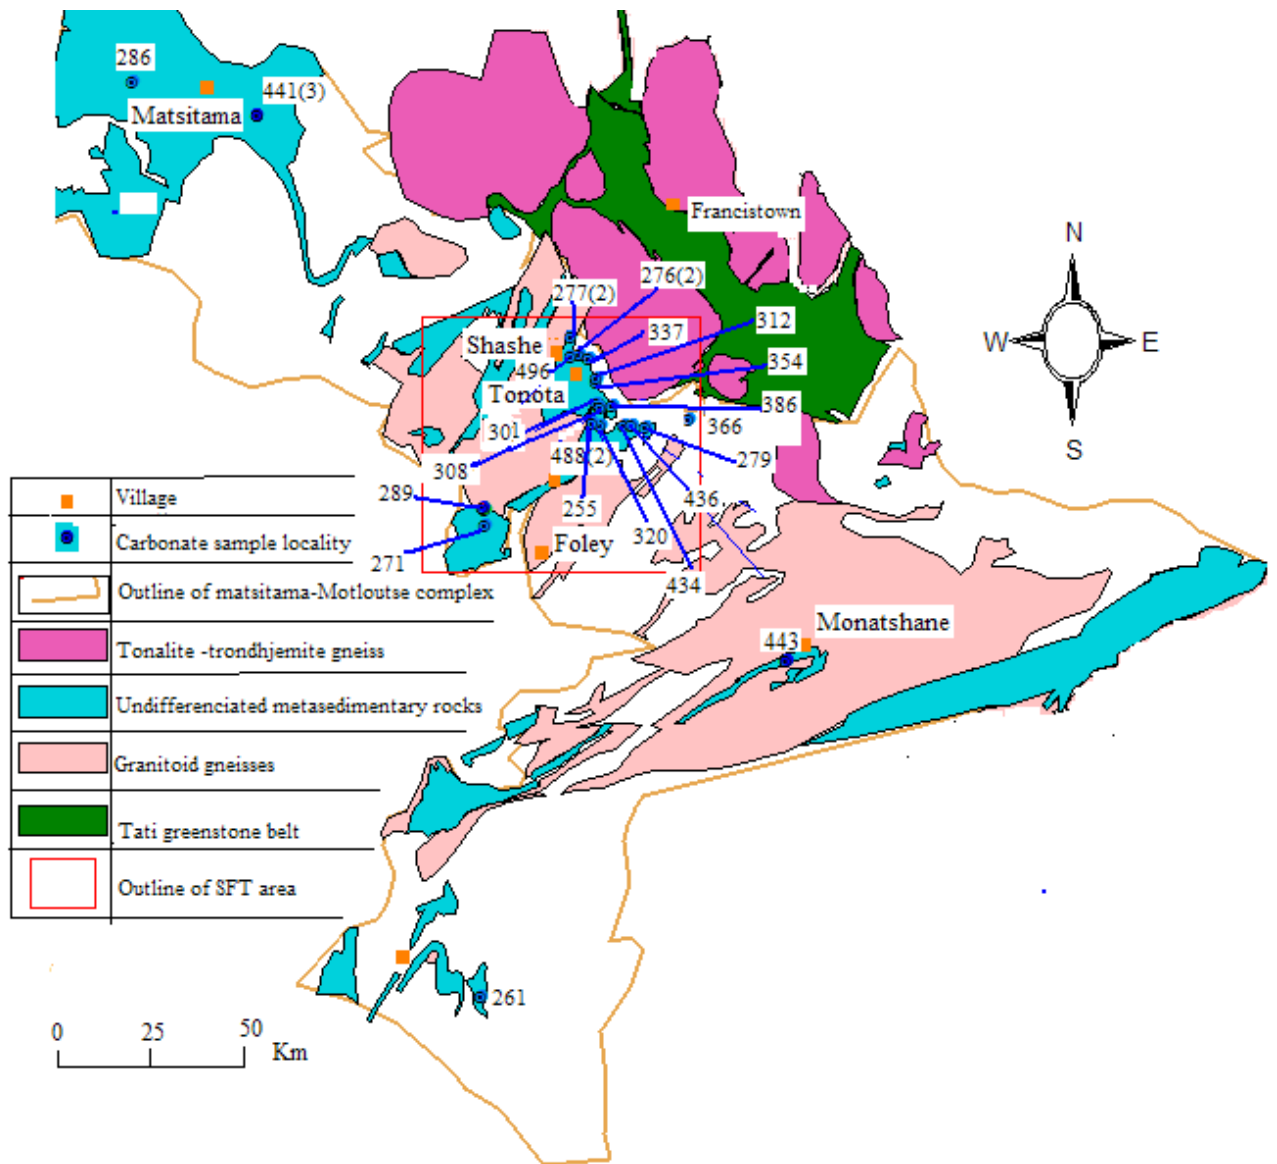 286
441(3)
Matsitama
Francistown
N
W
E
S
276(2)
277(2)
312
337
Shashe
354
496
Tonota
386
366
301
308
488(2)
279
289
436
255
320
271
Foley
434
Monatshane
443
261
Village
Carbonate sample locality
Outline of matsitama-Motloutse complex
Tonalite -trondhjemite gneiss
Undifferenciated metasedimentary rocks
Granitoid gneisses
Tati greenstone belt
Outline of SFT area
0 25 50
Km